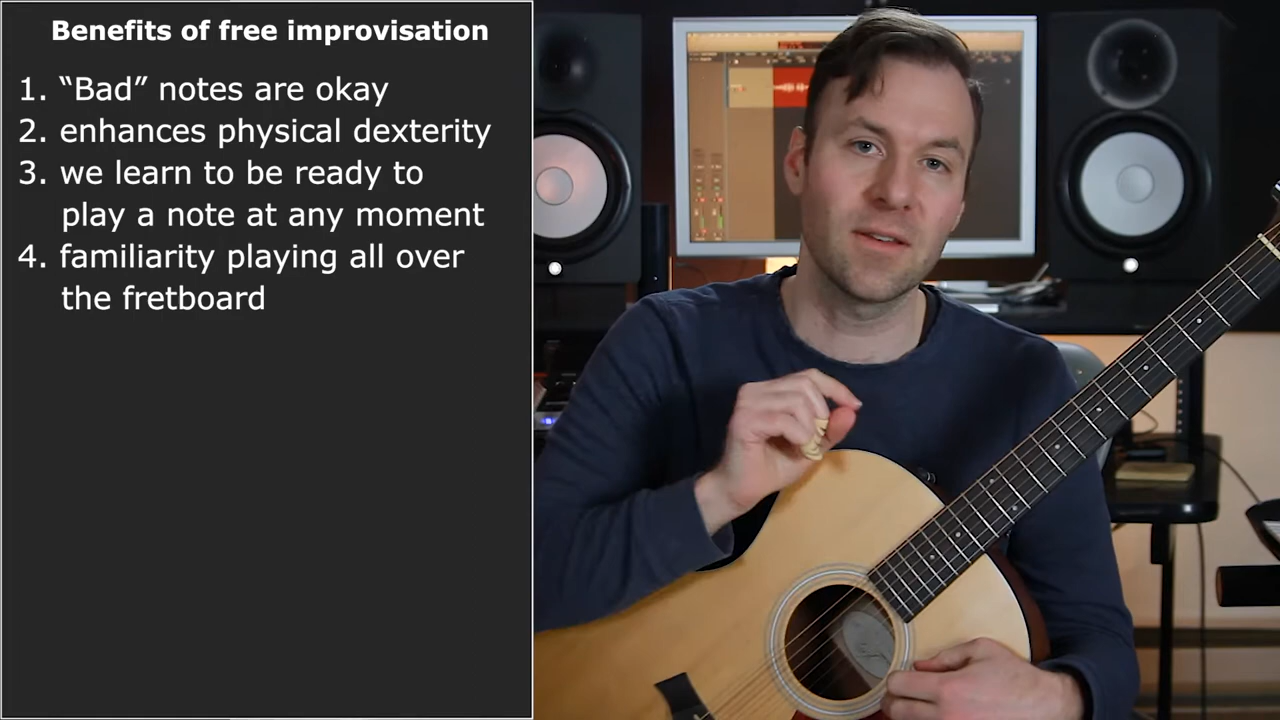 Benefits of free improvisation
1. “Bad” notes are okay
2. enhances physical dexterity
3. we learn to be ready to
play a note at any moment
4. familiarity playing all over
the fretboard